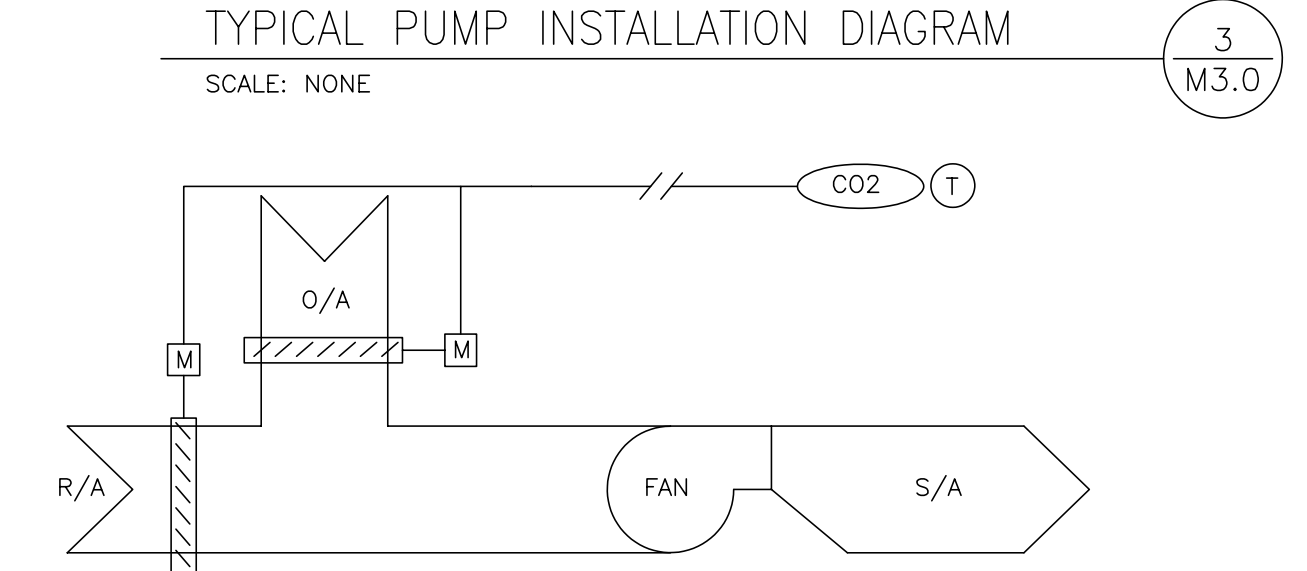 TYPICAL PUMP INSTALLATION DIAGRAM
3
M3.0
SCALE: NONE
CO2
T
O/A
M
M
R/A
FAN
S/A